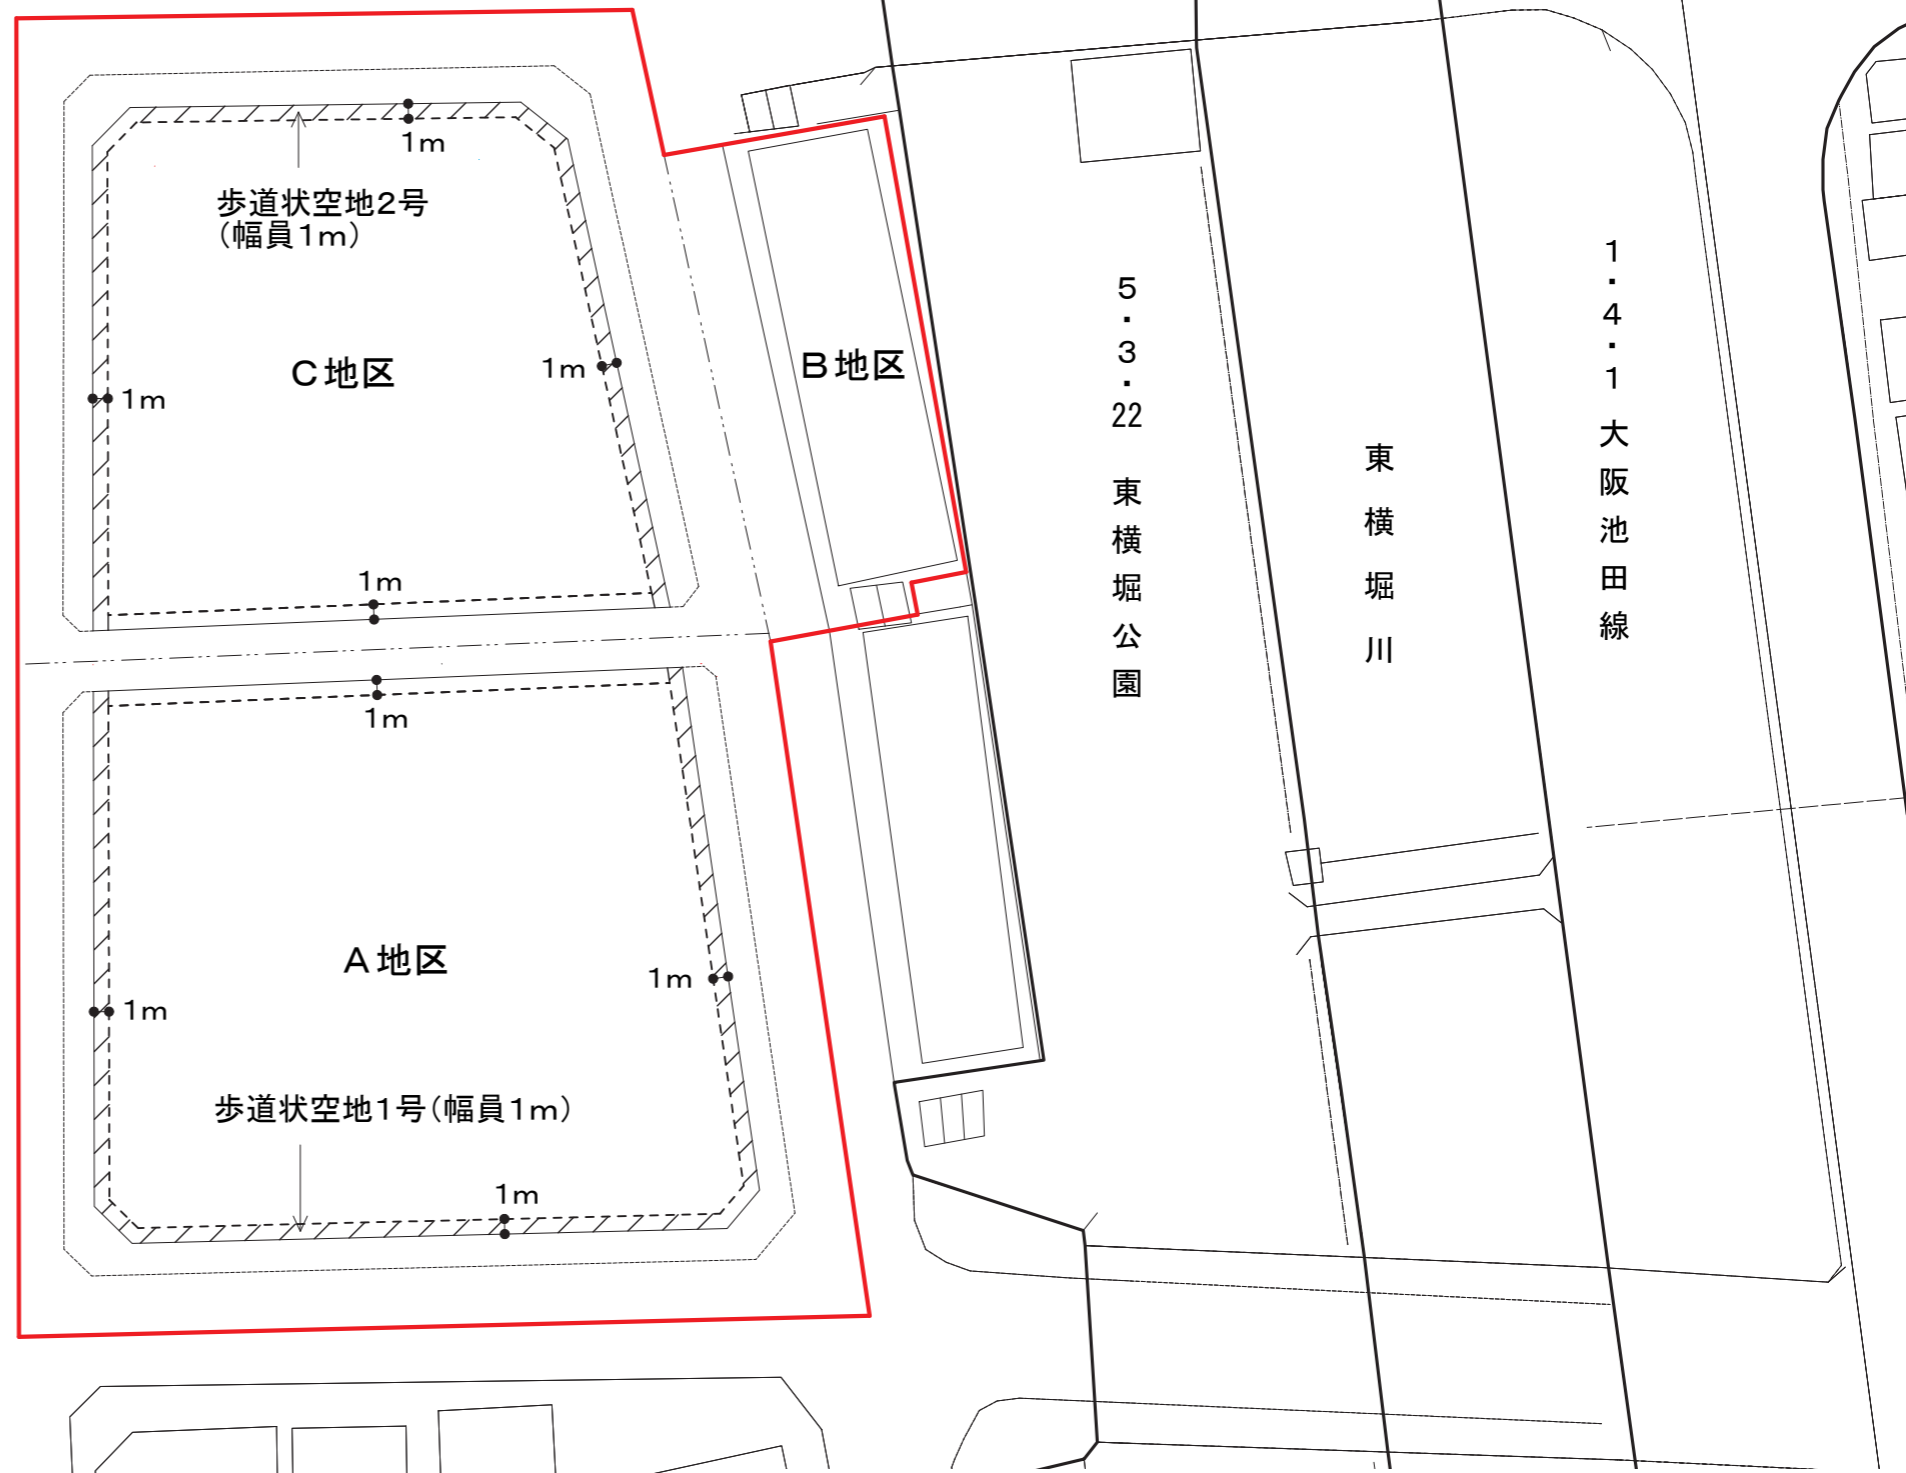 1m
歩道状空地2号
(幅員1m)
C地区
1m
1m
1m
B地区
5・3・22 東横堀公園
東横堀川
1・4・1 大阪池田線
1m
A地区
1m
1m
歩道状空地1号(幅員1m)
1m